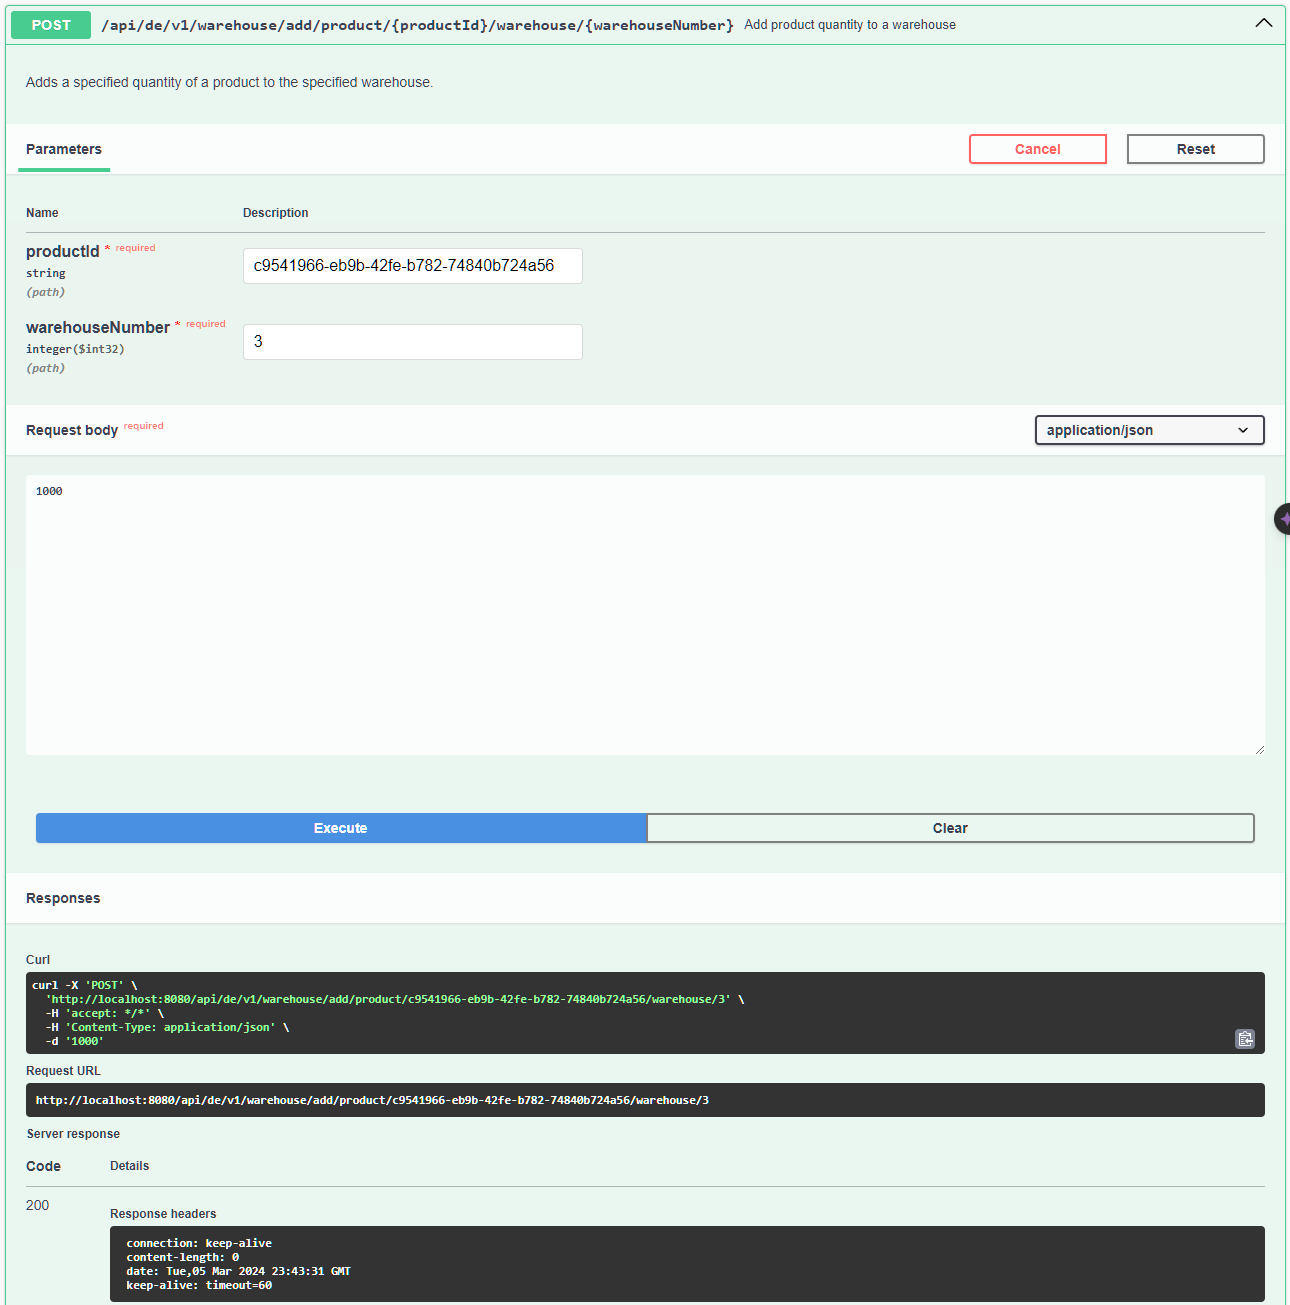 POST /api/de/v1/warehouse/add/product/{productId}/warehouse/{warehouseNumber} Add product quantity to a warehouse
Adds a specified quantity of a product to the specified warehouse.
Parameters Cancel Reset
Name Description
productId * required
string
(path)
c9541966-eb9b-42fe-b782-74840b724a56
warehouseNumber * required
integer($int32)
(path)
3
Request body required application/json
1000
Execute Clear
Responses
Curl
curl -X 'POST' \
'http://localhost:8080/api/de/v1/warehouse/add/product/c9541966-eb9b-42fe-b782-74840b724a56/warehouse/3' \
-H 'accept: */*' \
-H 'Content-Type: application/json' \
-d '1000'
Request URL
http://localhost:8080/api/de/v1/warehouse/add/product/c9541966-eb9b-42fe-b782-74840b724a56/warehouse/3
Server response
Code Details
200
Response headers
connection: keep-alive
content-length: 0
date: Tue,05 Mar 2024 23:43:31 GMT
keep-alive: timeout=60